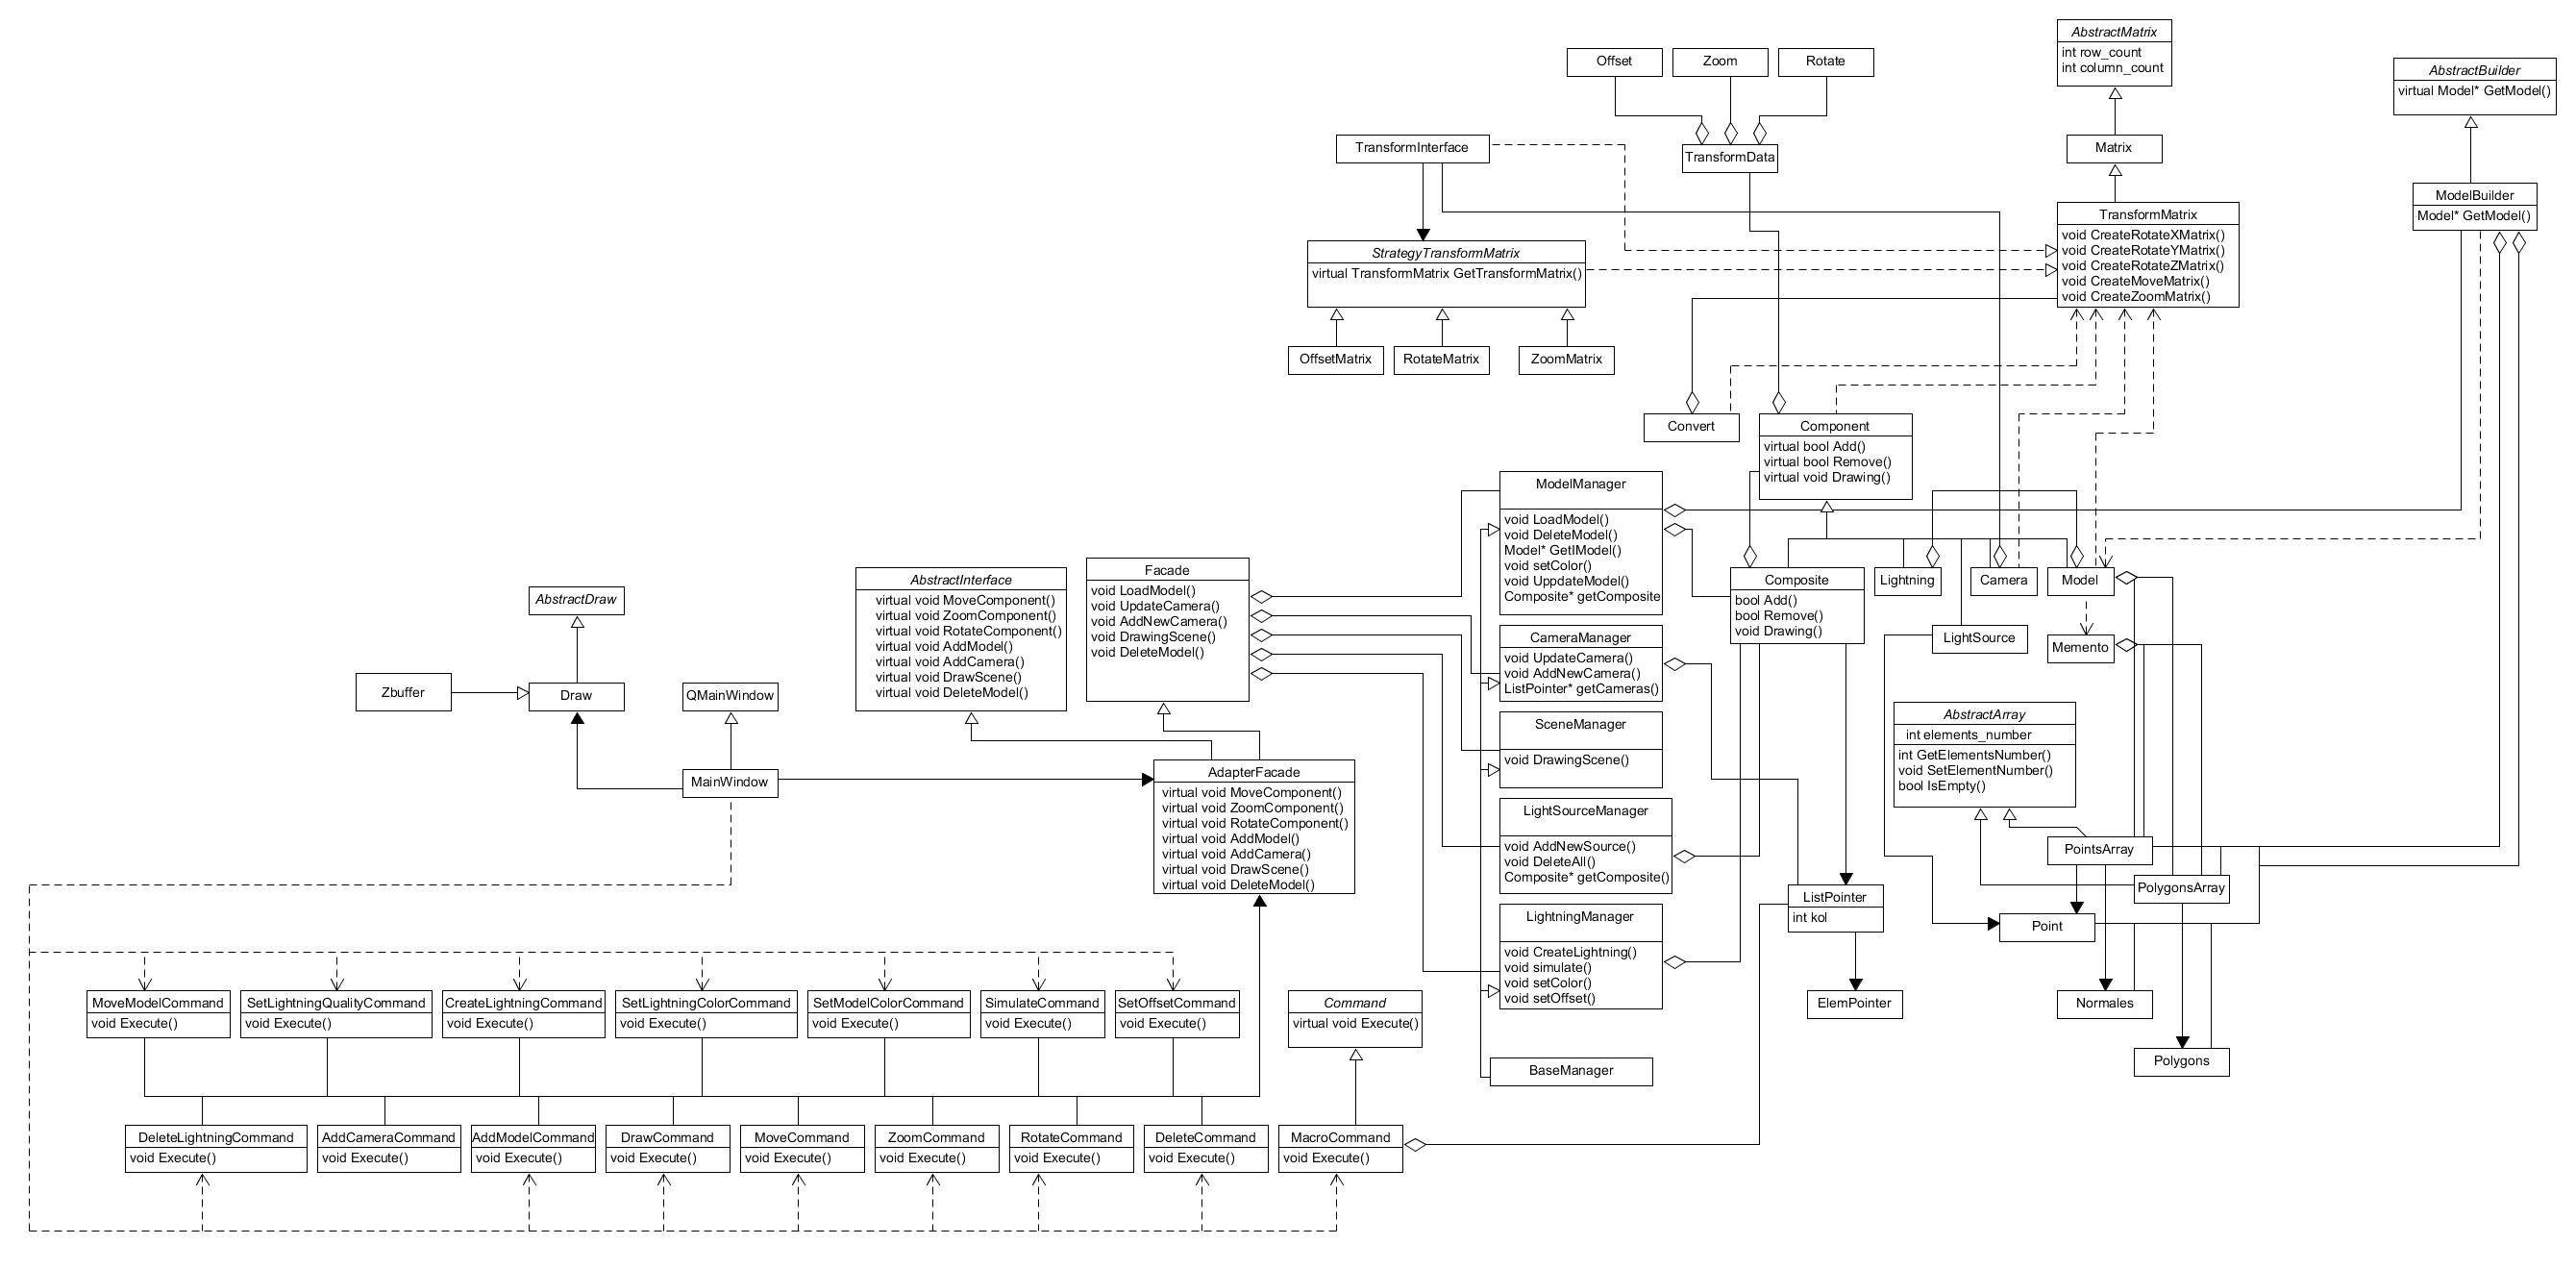 AbstractMatrix
int row_count
int column_count
Offset
Zoom
Rotate
AbstractBuilder
virtual Model* GetModel()
TransformInterface
TransformData
Matrix
ModelBuilder
Model* GetModel()
TransformMatrix
void CreateRotateXMatrix()
void CreateRotateYMatrix()
void CreateRotateZMatrix()
void CreateMoveMatrix()
void CreateZoomMatrix()
StrategyTransformMatrix
virtual TransformMatrix GetTransformMatrix()
OffsetMatrix
RotateMatrix
ZoomMatrix
Convert
Component
virtual bool Add()
virtual bool Remove()
virtual void Drawing()
ModelManager
void LoadModel()
void DeleteModel()
Model* GetIModel()
void setColor()
void UppdateModel()
Composite* getComposite
Facade
void LoadModel()
void UpdateCamera()
void AddNewCamera()
void DrawingScene()
void DeleteModel()
AbstractInterface
virtual void MoveComponent()
virtual void ZoomComponent()
virtual void RotateComponent()
virtual void AddModel()
virtual void AddCamera()
virtual void DrawScene()
virtual void DeleteModel()
Composite
bool Add()
bool Remove()
void Drawing()
Lightning
Camera
Model
AbstractDraw
CameraManager
void UpdateCamera()
void AddNewCamera()
ListPointer* getCameras()
LightSource
Memento
Zbuffer
Draw
QMainWindow
AbstractArray
int elements_number
int GetElementsNumber()
void SetElementNumber()
bool IsEmpty()
SceneManager
void DrawingScene()
MainWindow
AdapterFacade
virtual void MoveComponent()
virtual void ZoomComponent()
virtual void RotateComponent()
virtual void AddModel()
virtual void AddCamera()
virtual void DrawScene()
virtual void DeleteModel()
LightSourceManager
void AddNewSource()
void DeleteAll()
Composite* getComposite()
PointsArray
PolygonsArray
ListPointer
int kol
LightningManager
void CreateLightning()
void simulate()
void setColor()
void setOffset()
Point
MoveModelCommand
void Execute()
SetLightningQualityCommand
void Execute()
CreateLightningCommand
void Execute()
SetLightningColorCommand
void Execute()
SetModelColorCommand
void Execute()
SimulateCommand
void Execute()
SetOffsetCommand
void Execute()
Command
virtual void Execute()
ElemPointer
Normales
Polygons
BaseManager
DeleteLightningCommand
void Execute()
AddCameraCommand
void Execute()
AddModelCommand
void Execute()
DrawCommand
void Execute()
MoveCommand
void Execute()
ZoomCommand
void Execute()
RotateCommand
void Execute()
DeleteCommand
void Execute()
MacroCommand
void Execute()